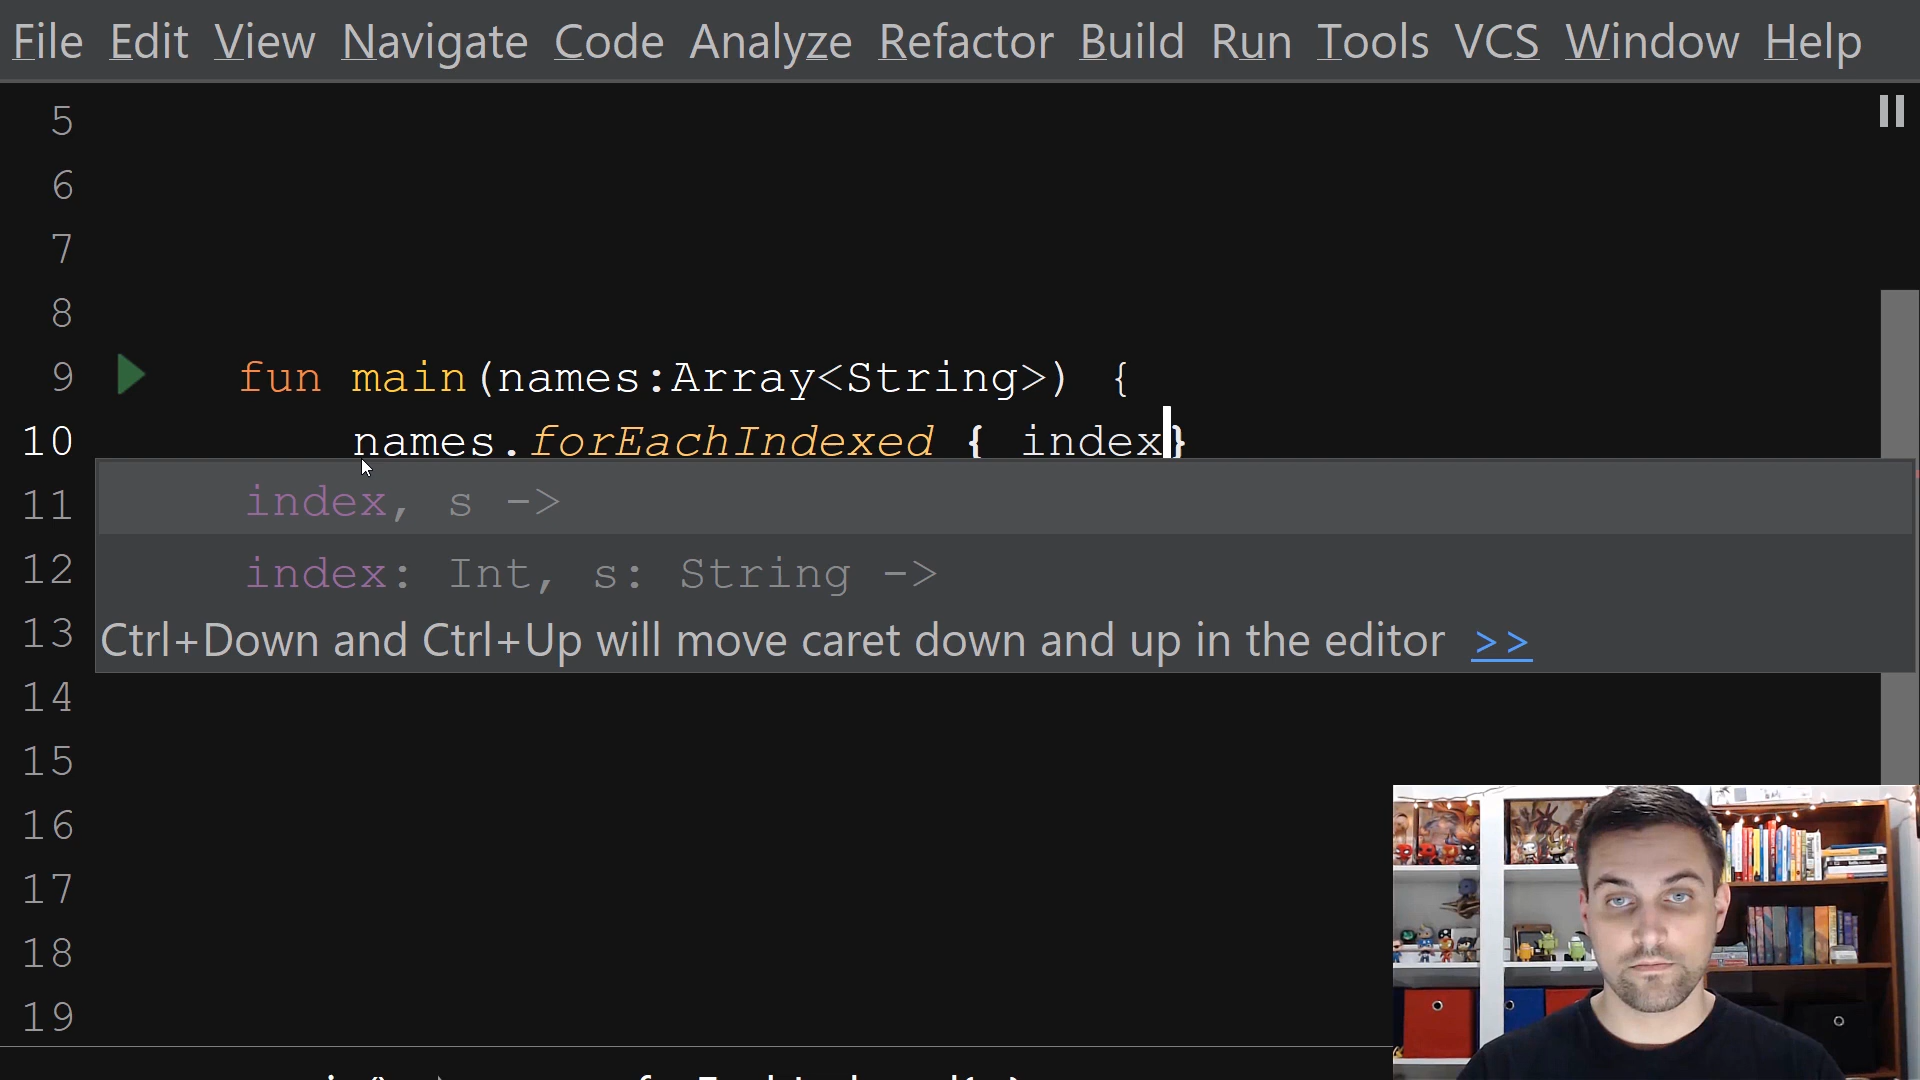 File Edit View Navigate Code Analyze Refactor Build Run Tools VCS Window Help
5
6
7
8
9 fun main(names:Array<String>) {
10 names.forEachIndexed { index}
11 index, s ->
12 index: Int, s: String ->
13 Ctrl+Down and Ctrl+Up will move caret down and up in the editor >>
14
15
16
17
18
19